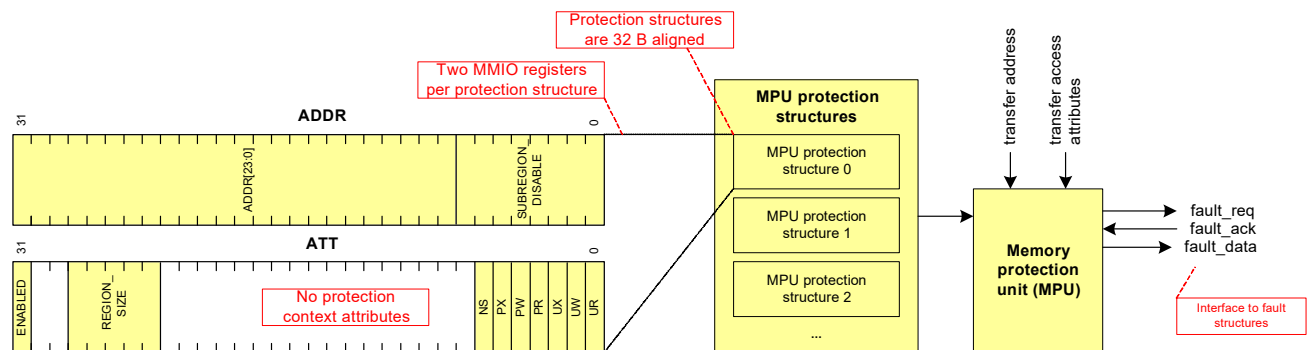 Protection structures
are 32 B aligned
Two MMIO registers
per protection structure
ADDR
31
0
ADDR[23:0]
SUBREGION_
DISABLE
ATT
31
0
ENABLED
REGION_
SIZE
No protection
context attributes
NS
PX
PW
PR
UX
UW
UR
MPU protection
structures
MPU protection
structure 0
MPU protection
structure 1
MPU protection
structure 2
...
transfer address
transfer access
attributes
Memory
protection
unit (MPU)
fault_req
fault_ack
fault_data
Interface to fault
structures